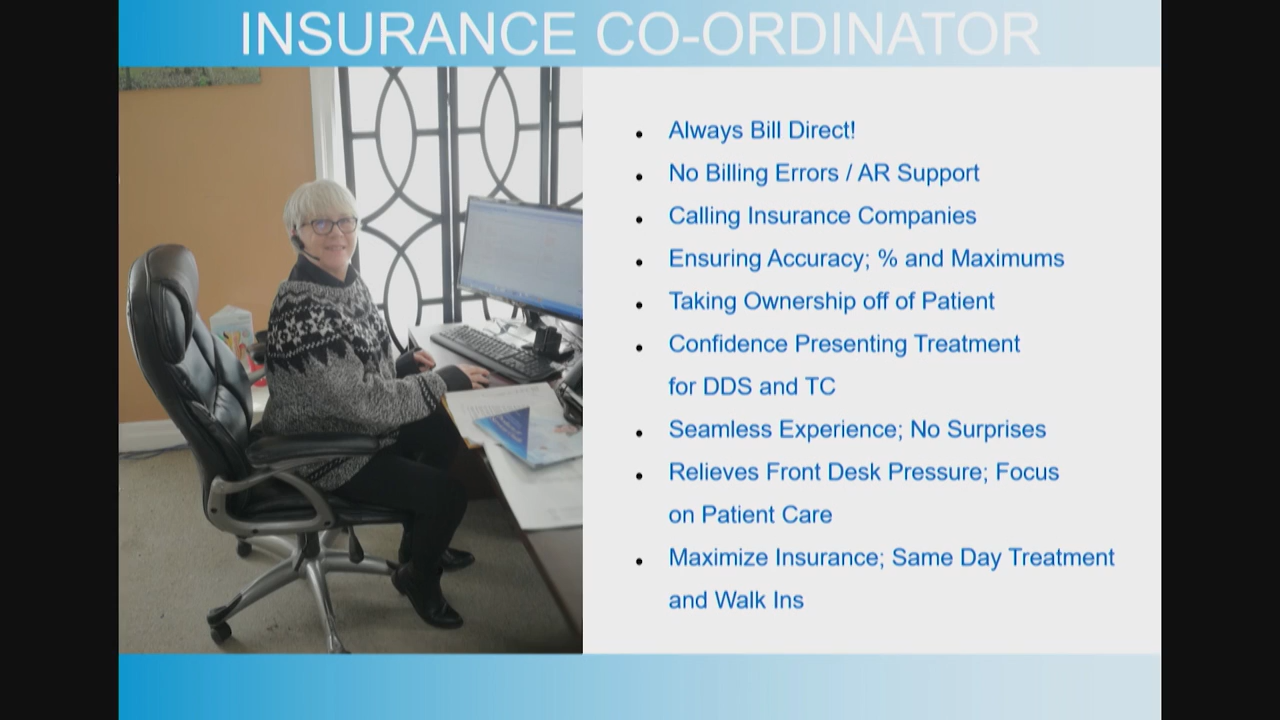 INSURANCE CO-ORDINATOR
Always Bill Direct!
No Billing Errors / AR Support
Calling Insurance Companies
Ensuring Accuracy; % and Maximums
Taking Ownership off of Patient
Confidence Presenting Treatment
for DDS and TC
Seamless Experience; No Surprises
Relieves Front Desk Pressure; Focus
on Patient Care
Maximize Insurance; Same Day Treatment
and Walk Ins